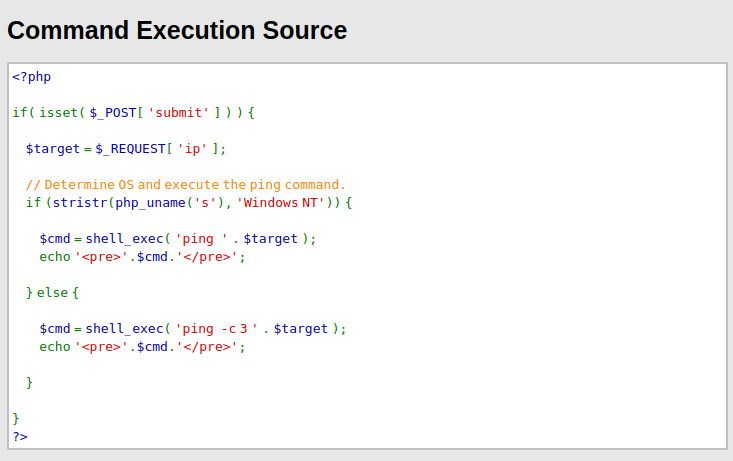 Command Execution Source
<?php
if( isset( $_POST[ 'submit' ] ) ) {
$target = $_REQUEST[ 'ip' ];
// Determine OS and execute the ping command.
if (stristr(php_uname('s'), 'Windows NT')) {
$cmd = shell_exec( 'ping ' . $target );
echo '<pre>'.$cmd.'</pre>';
} else {
$cmd = shell_exec( 'ping -c 3 ' . $target );
echo '<pre>'.$cmd.'</pre>';
}
}
?>